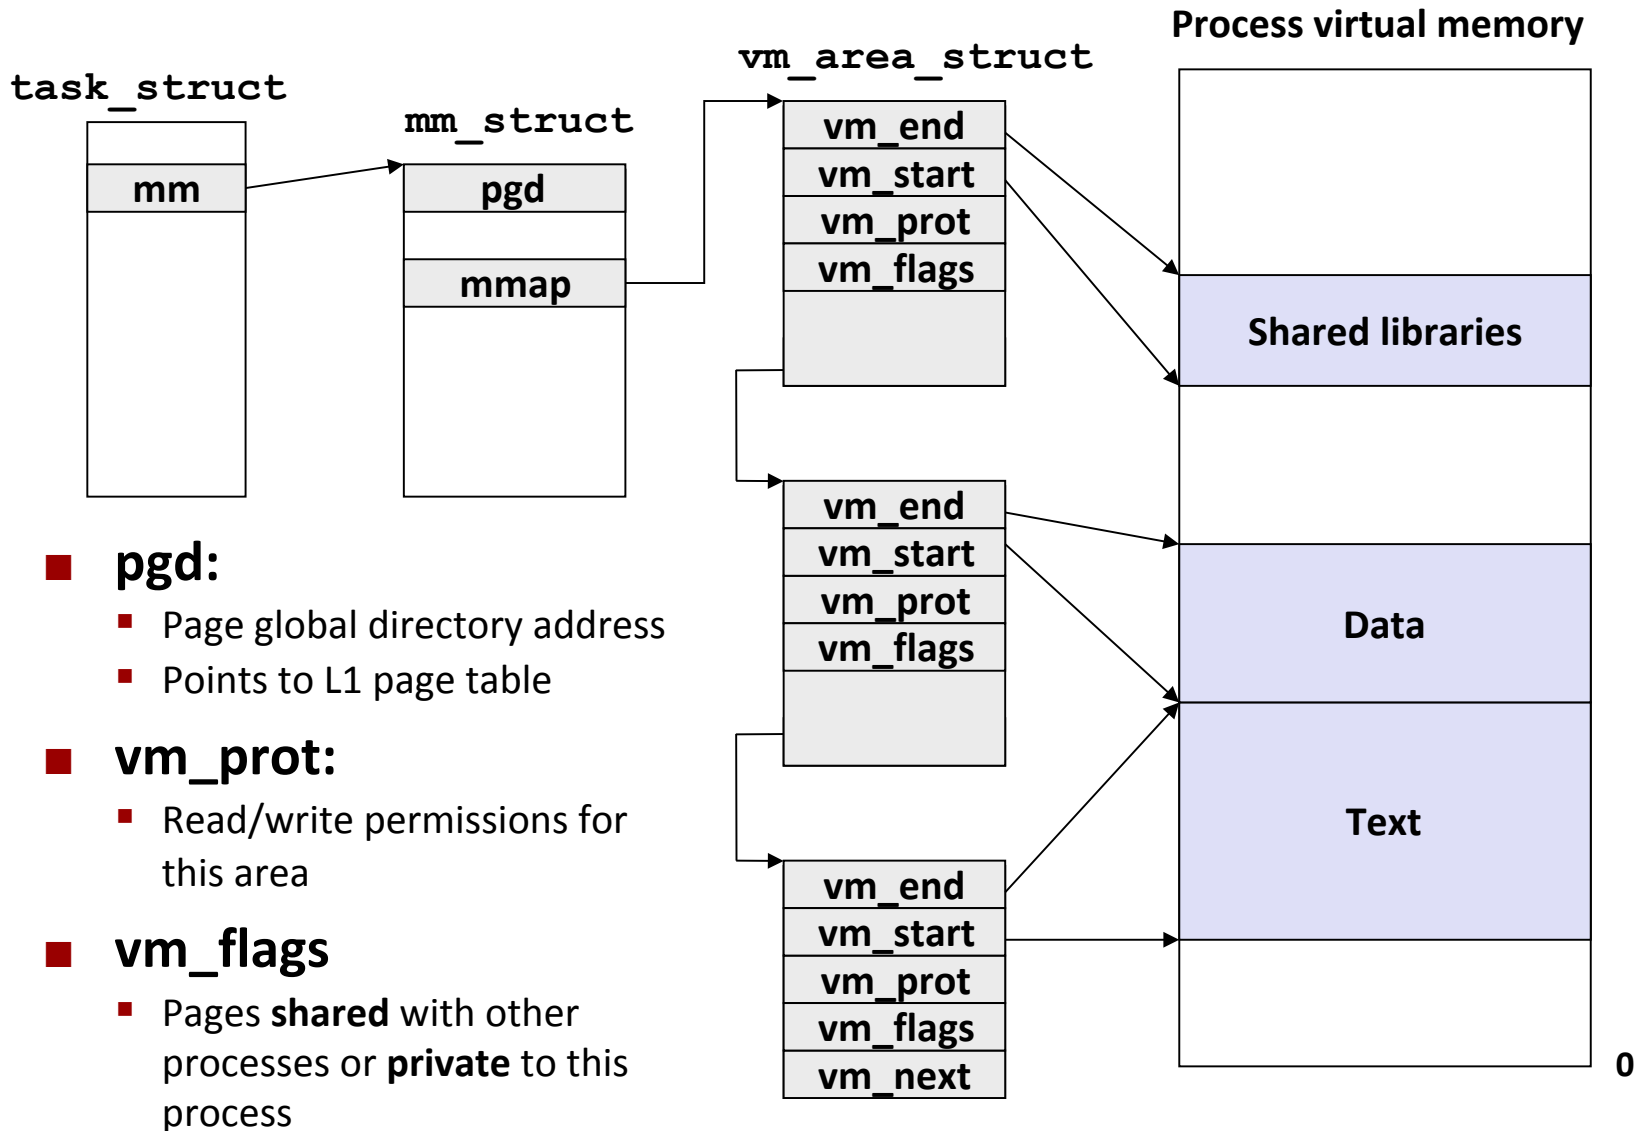 Process virtual memory
vm_area_struct
task_struct
mm_struct
mm
pgd
mmap
vm_end
vm_start
vm_prot
vm_flags
Shared libraries
vm_end
vm_start
vm_prot
vm_flags
Data
Text
vm_end
vm_start
vm_prot
vm_flags
vm_next
0
pgd:
Page global directory address
Points to L1 page table
vm_prot:
Read/write permissions for
this area
vm_flags
Pages shared with other
processes or private to this
process